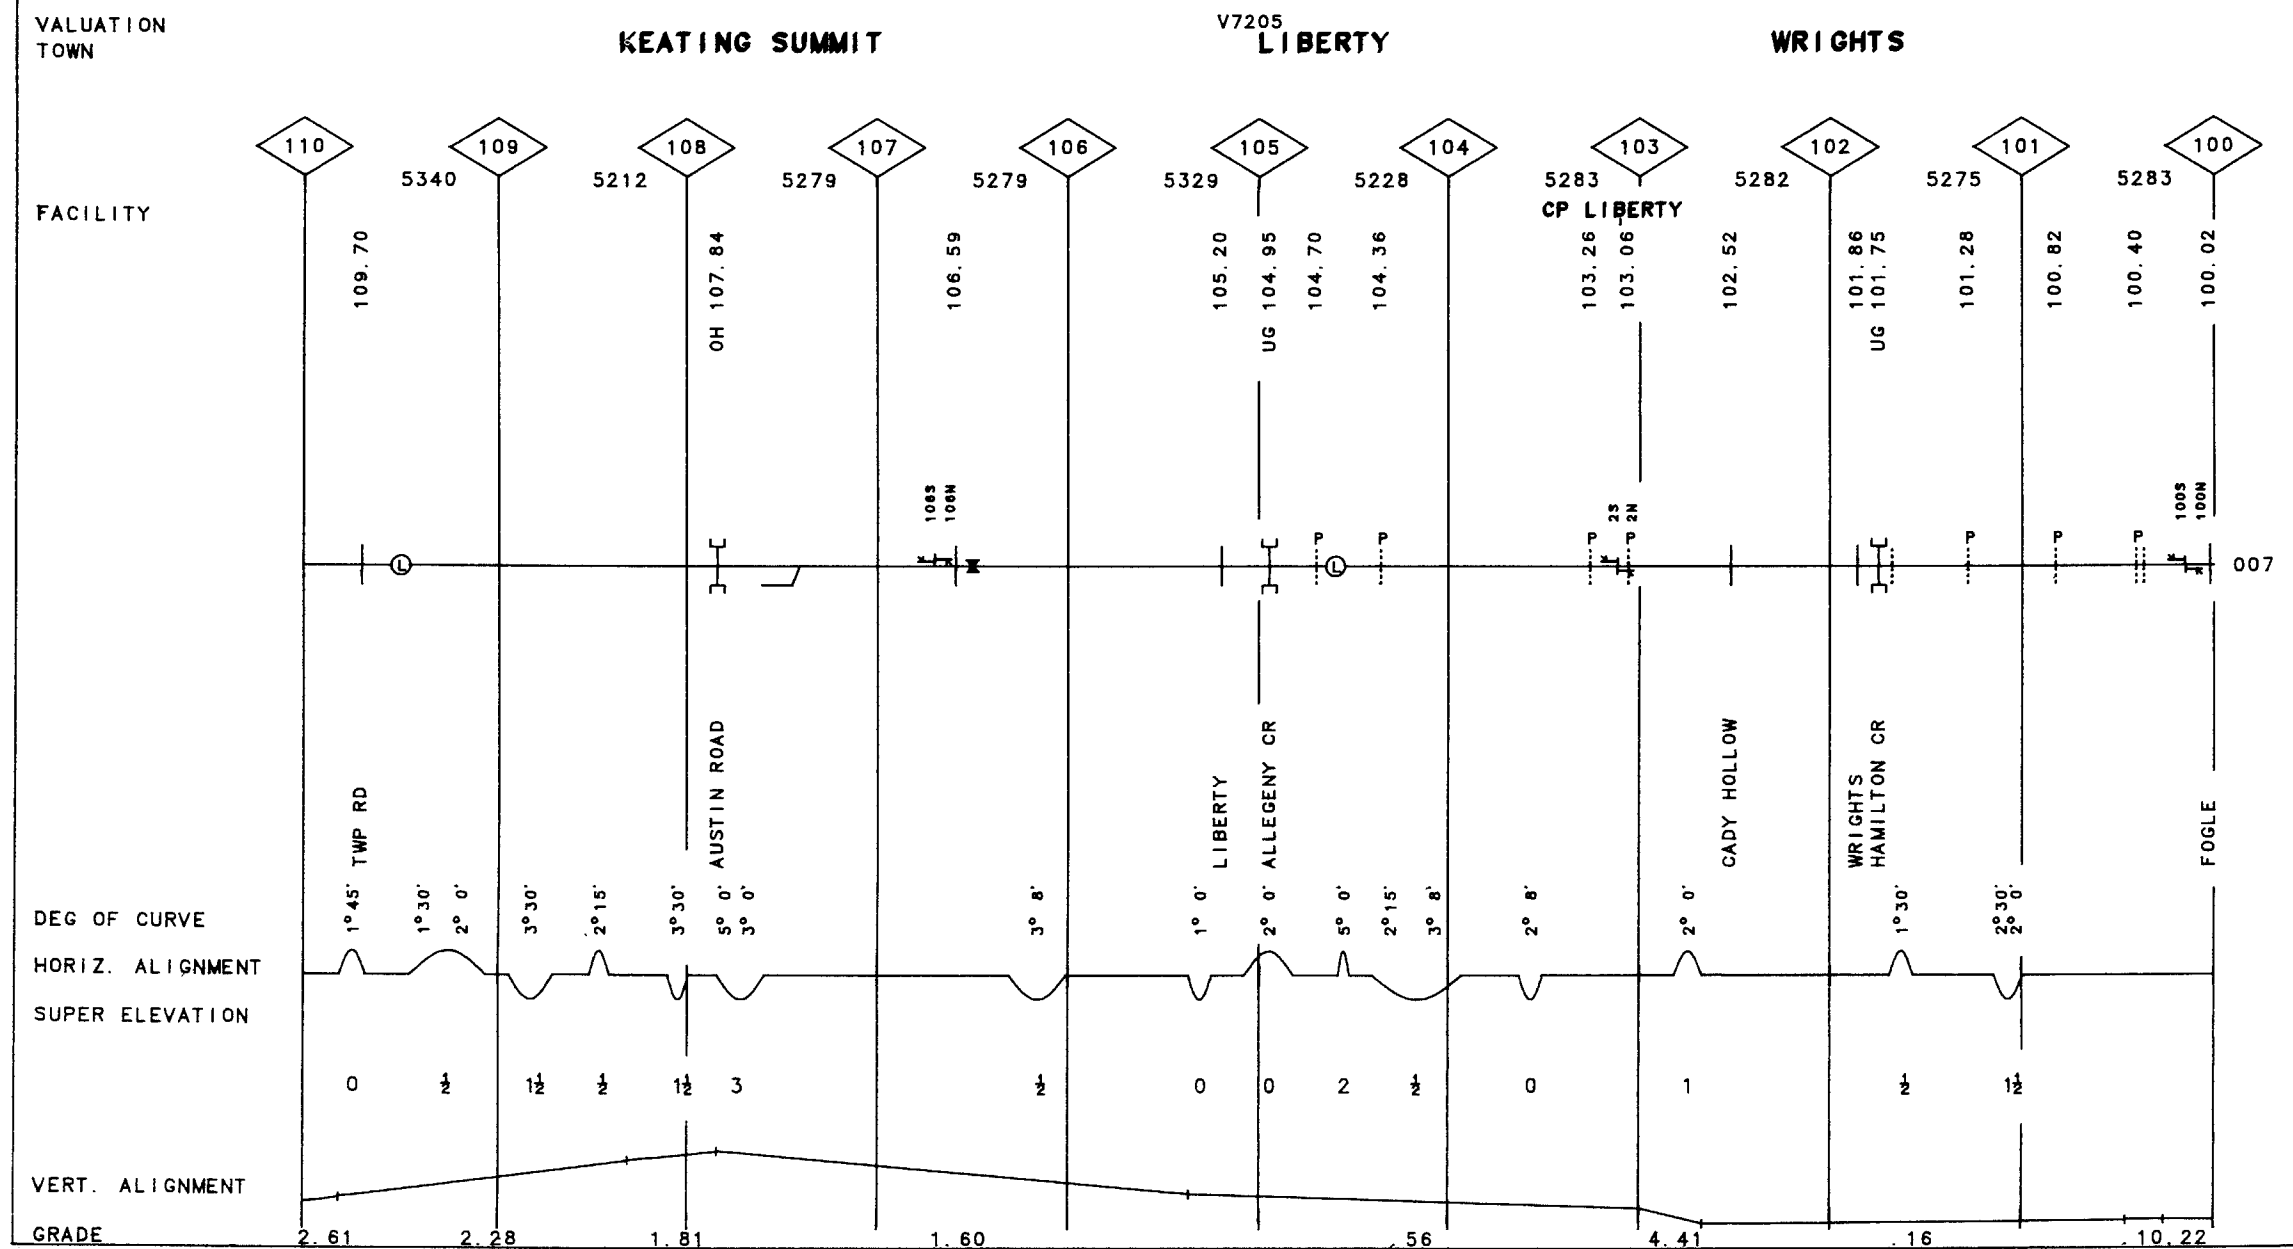 VALUATION V7205
TOWN KEATING SUMMIT LIBERTY WRIGHTS
110 109 108 107 106 105 104 103 102 101 100
5340 5212 5279 5279 5329 5228 5283 5282 5275 5283
FACILITY CP LIBERTY
109.70
OH 107.84
106.59
105.20
UG 104.95
104.70
104.36
103.26
103.06
102.52
101.86
UG 101.75
101.28
100.82
100.40
100.02
106S
106N
2S
2N
100S
100N
L P L P P P P P P 007
TWP RD
AUSTIN ROAD
LIBERTY
ALLEGENY CR
CADY HOLLOW
WRIGHTS
HAMILTON CR
FOGLE
DEG OF CURVE
1°45'
1°30'
2° 0'
3°30'
2°15'
3°30'
5° 0'
3° 0'
3° 8'
1° 0'
2° 0'
5° 0'
2°15'
3° 8'
2° 8'
2° 0'
1°30'
2°30'
2° 0'
HORIZ. ALIGNMENT
SUPER ELEVATION
0 ½ 1½ ½ 1½ 3 ½ 0 0 2 ½ 0 1 ½ 1½
VERT. ALIGNMENT
GRADE 2.61 2.28 1.81 1.60 .56 4.41 .16 .10.22